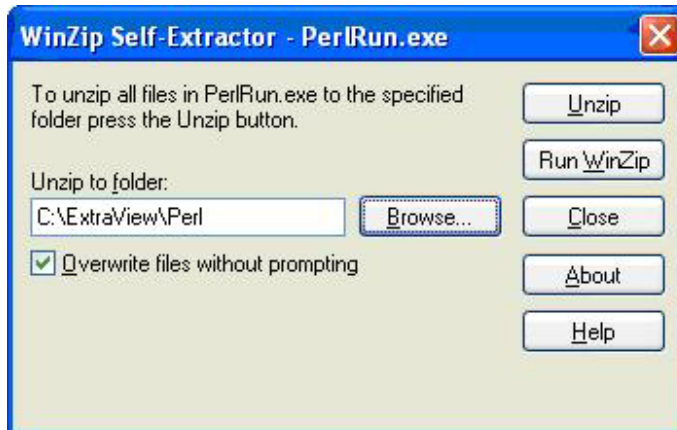 WinZip Self-Extractor - PerlRun.exe
To unzip all files in PerlRun.exe to the specified
folder press the Unzip button.
Unzip to folder:
C:\ExtraView\Perl
Browse...
Overwrite files without prompting
Unzip
Run WinZip
Close
About
Help